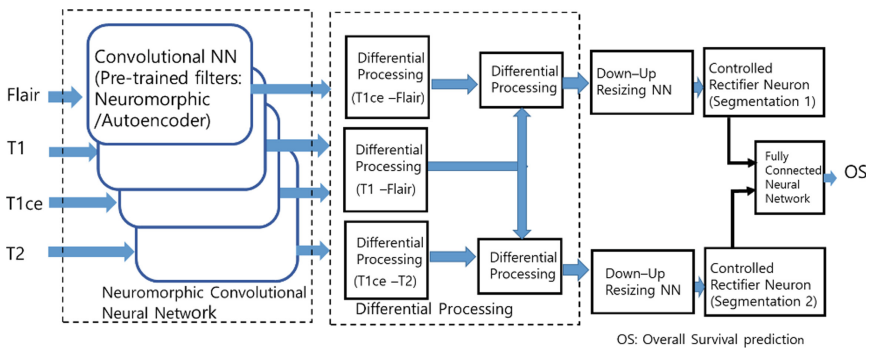 Flair
T1
T1ce
T2
Convolutional NN
(Pre-trained filters:
Neuromorphic
/Autoencoder)
Neuromorphic Convolutional
Neural Network
Differential
Processing
(T1ce –Flair)
Differential
Processing
(T1 –Flair)
Differential
Processing
(T1ce –T2)
Differential
Processing
Differential
Processing
Differential Processing
Down–Up
Resizing NN
Down–Up
Resizing NN
Controlled
Rectifier Neuron
(Segmentation 1)
Controlled
Rectifier Neuron
(Segmentation 2)
Fully
Connected
Neural
Network
OS
OS: Overall Survival prediction